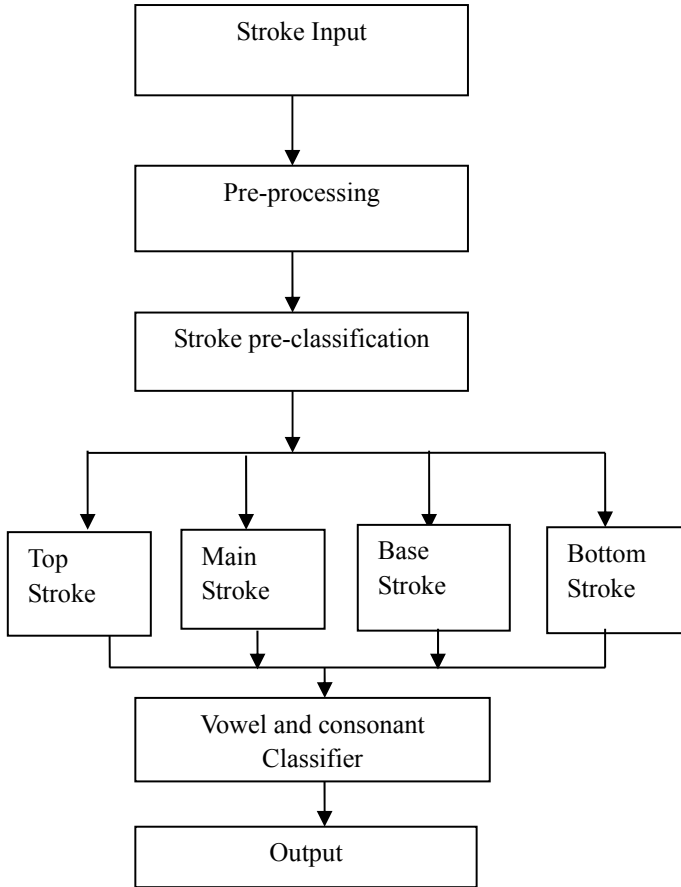 Stroke Input
Pre-processing
Stroke pre-classification
Top
Stroke
Main
Stroke
Base
Stroke
Bottom
Stroke
Vowel and consonant
Classifier
Output